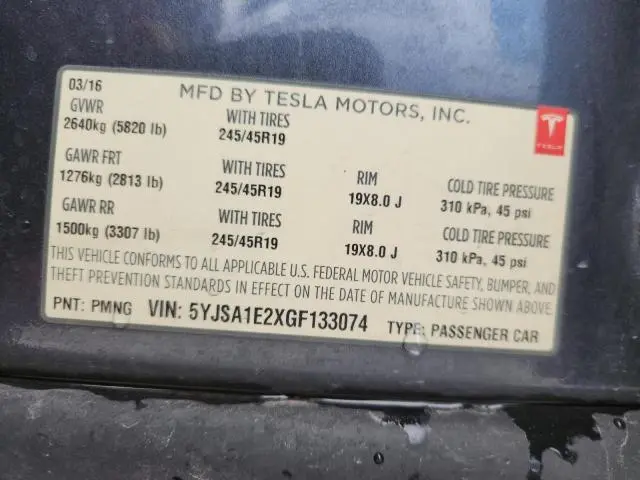 03/16 MFD BY TESLA MOTORS, INC.
GVWR WITH TIRES
2640kg (5820 lb) 245/45R19
TESLA
GAWR FRT WITH TIRES RIM COLD TIRE PRESSURE
1276kg (2813 lb) 245/45R19 19X8.0 J 310 kPa, 45 psi
GAWR RR WITH TIRES RIM COLD TIRE PRESSURE
1500kg (3307 lb) 245/45R19 19X8.0 J 310 kPa, 45 psi
THIS VEHICLE CONFORMS TO ALL APPLICABLE U.S. FEDERAL MOTOR VEHICLE SAFETY, BUMPER, AND
THEFT PREVENTION STANDARDS IN EFFECT ON THE DATE OF MANUFACTURE SHOWN ABOVE.
PNT: PMNG VIN: 5YJSA1E2XGF133074 TYPE: PASSENGER CAR